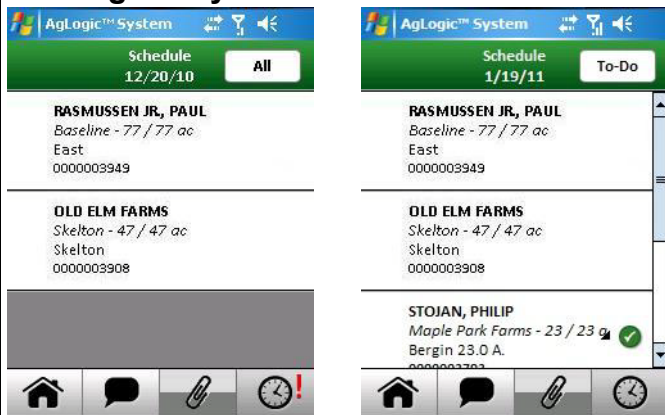 AgLogic™ System
Schedule
12/20/10
All
RASMUSSEN JR., PAUL
Baseline - 77 / 77 ac
East
0000003949
OLD ELM FARMS
Skelton - 47 / 47 ac
Skelton
0000003908
AgLogic™ System
Schedule
1/19/11
To-Do
RASMUSSEN JR., PAUL
Baseline - 77 / 77 ac
East
0000003949
OLD ELM FARMS
Skelton - 47 / 47 ac
Skelton
0000003908
STOJAN, PHILIP
Maple Park Farms - 23 / 23 a
Bergin 23.0 A.